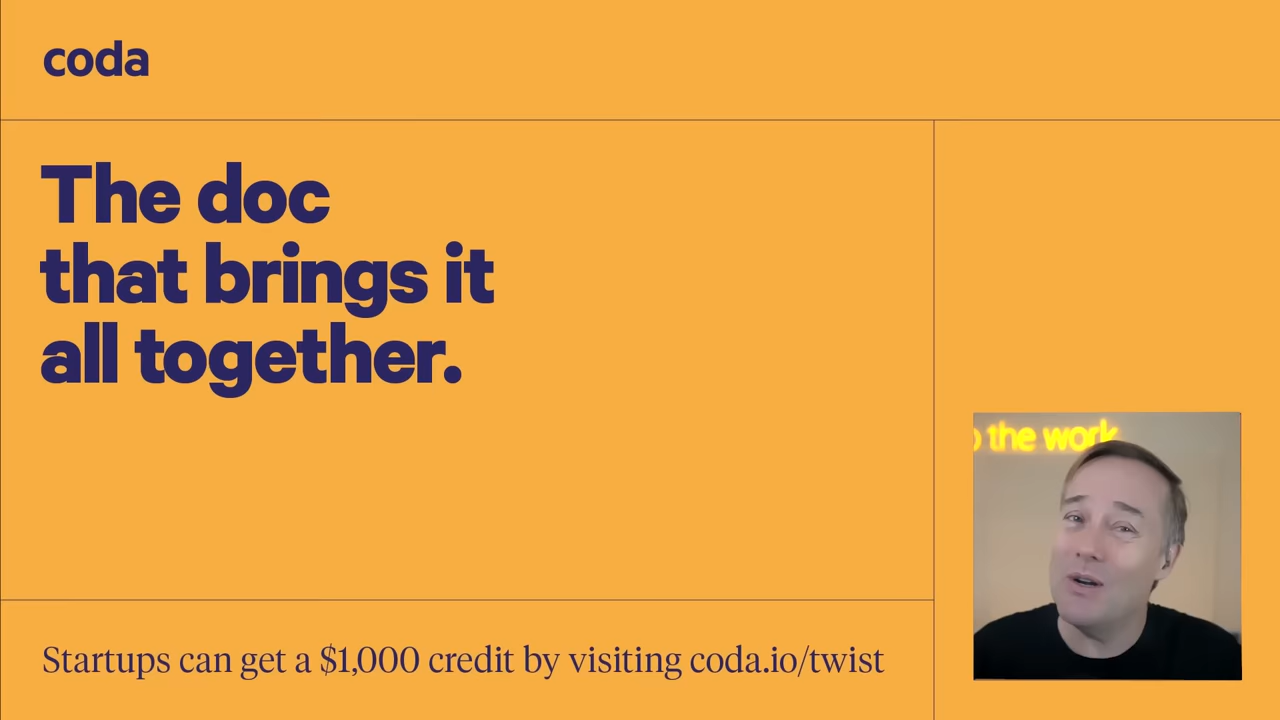 coda
The doc
that brings it
all together.
the work
Startups can get a $1,000 credit by visiting coda.io/twist